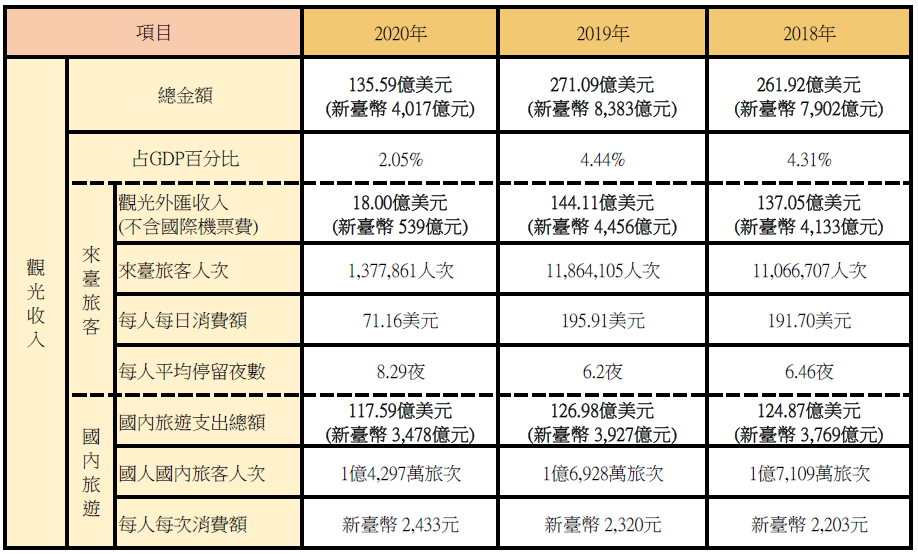 項目 2020年 2019年 2018年
觀光收入
總金額
135.59億美元
(新臺幣 4,017億元)
271.09億美元
(新臺幣 8,383億元)
261.92億美元
(新臺幣 7,902億元)
占GDP百分比 2.05% 4.44% 4.31%
來臺旅客
觀光外匯收入
(不含國際機票費)
18.00億美元
(新臺幣 539億元)
144.11億美元
(新臺幣 4,456億元)
137.05億美元
(新臺幣 4,133億元)
來臺旅客人次 1,377,861人次 11,864,105人次 11,066,707人次
每人每日消費額 71.16美元 195.91美元 191.70美元
每人平均停留夜數 8.29夜 6.2夜 6.46夜
國內旅遊
國內旅遊支出總額
117.59億美元
(新臺幣 3,478億元)
126.98億美元
(新臺幣 3,927億元)
124.87億美元
(新臺幣 3,769億元)
國人國內旅客人次 1億4,297萬旅次 1億6,928萬旅次 1億7,109萬旅次
每人每次消費額 新臺幣 2,433元 新臺幣 2,320元 新臺幣 2,203元